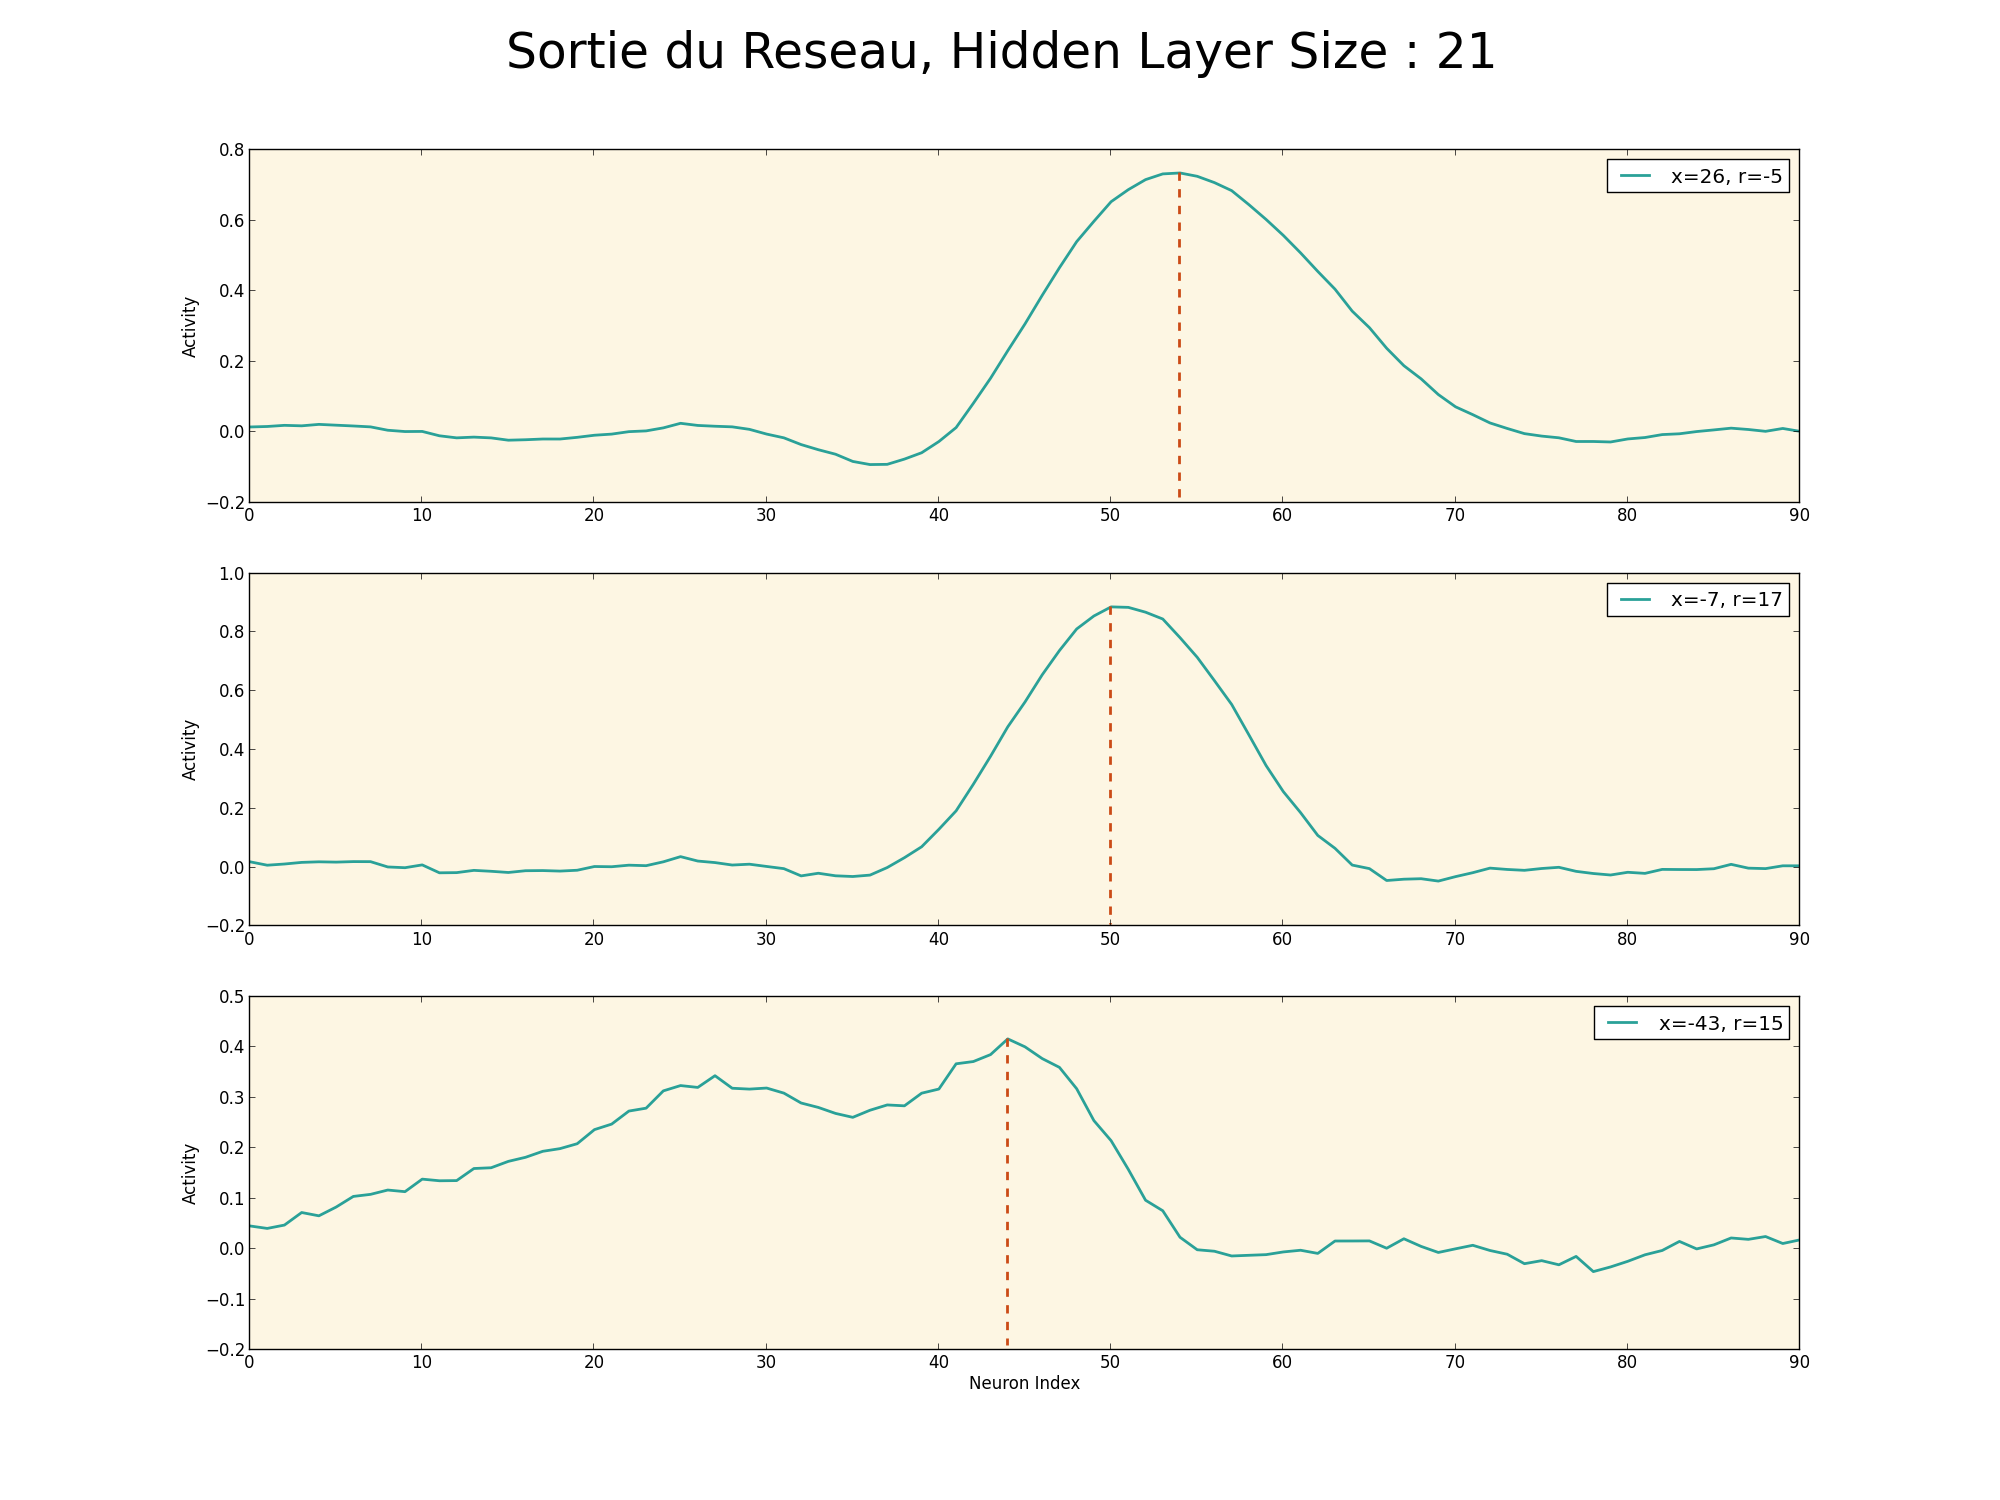 Sortie du Reseau, Hidden Layer Size : 21
0.8
0.6
0.4
0.2
0.0
−0.2
Activity
x=26, r=-5
0 10 20 30 40 50 60 70 80 90
1.0
0.8
0.6
0.4
0.2
0.0
−0.2
Activity
x=-7, r=17
0 10 20 30 40 50 60 70 80 90
0.5
0.4
0.3
0.2
0.1
0.0
−0.1
−0.2
Activity
x=-43, r=15
0 10 20 30 40 50 60 70 80 90
Neuron Index